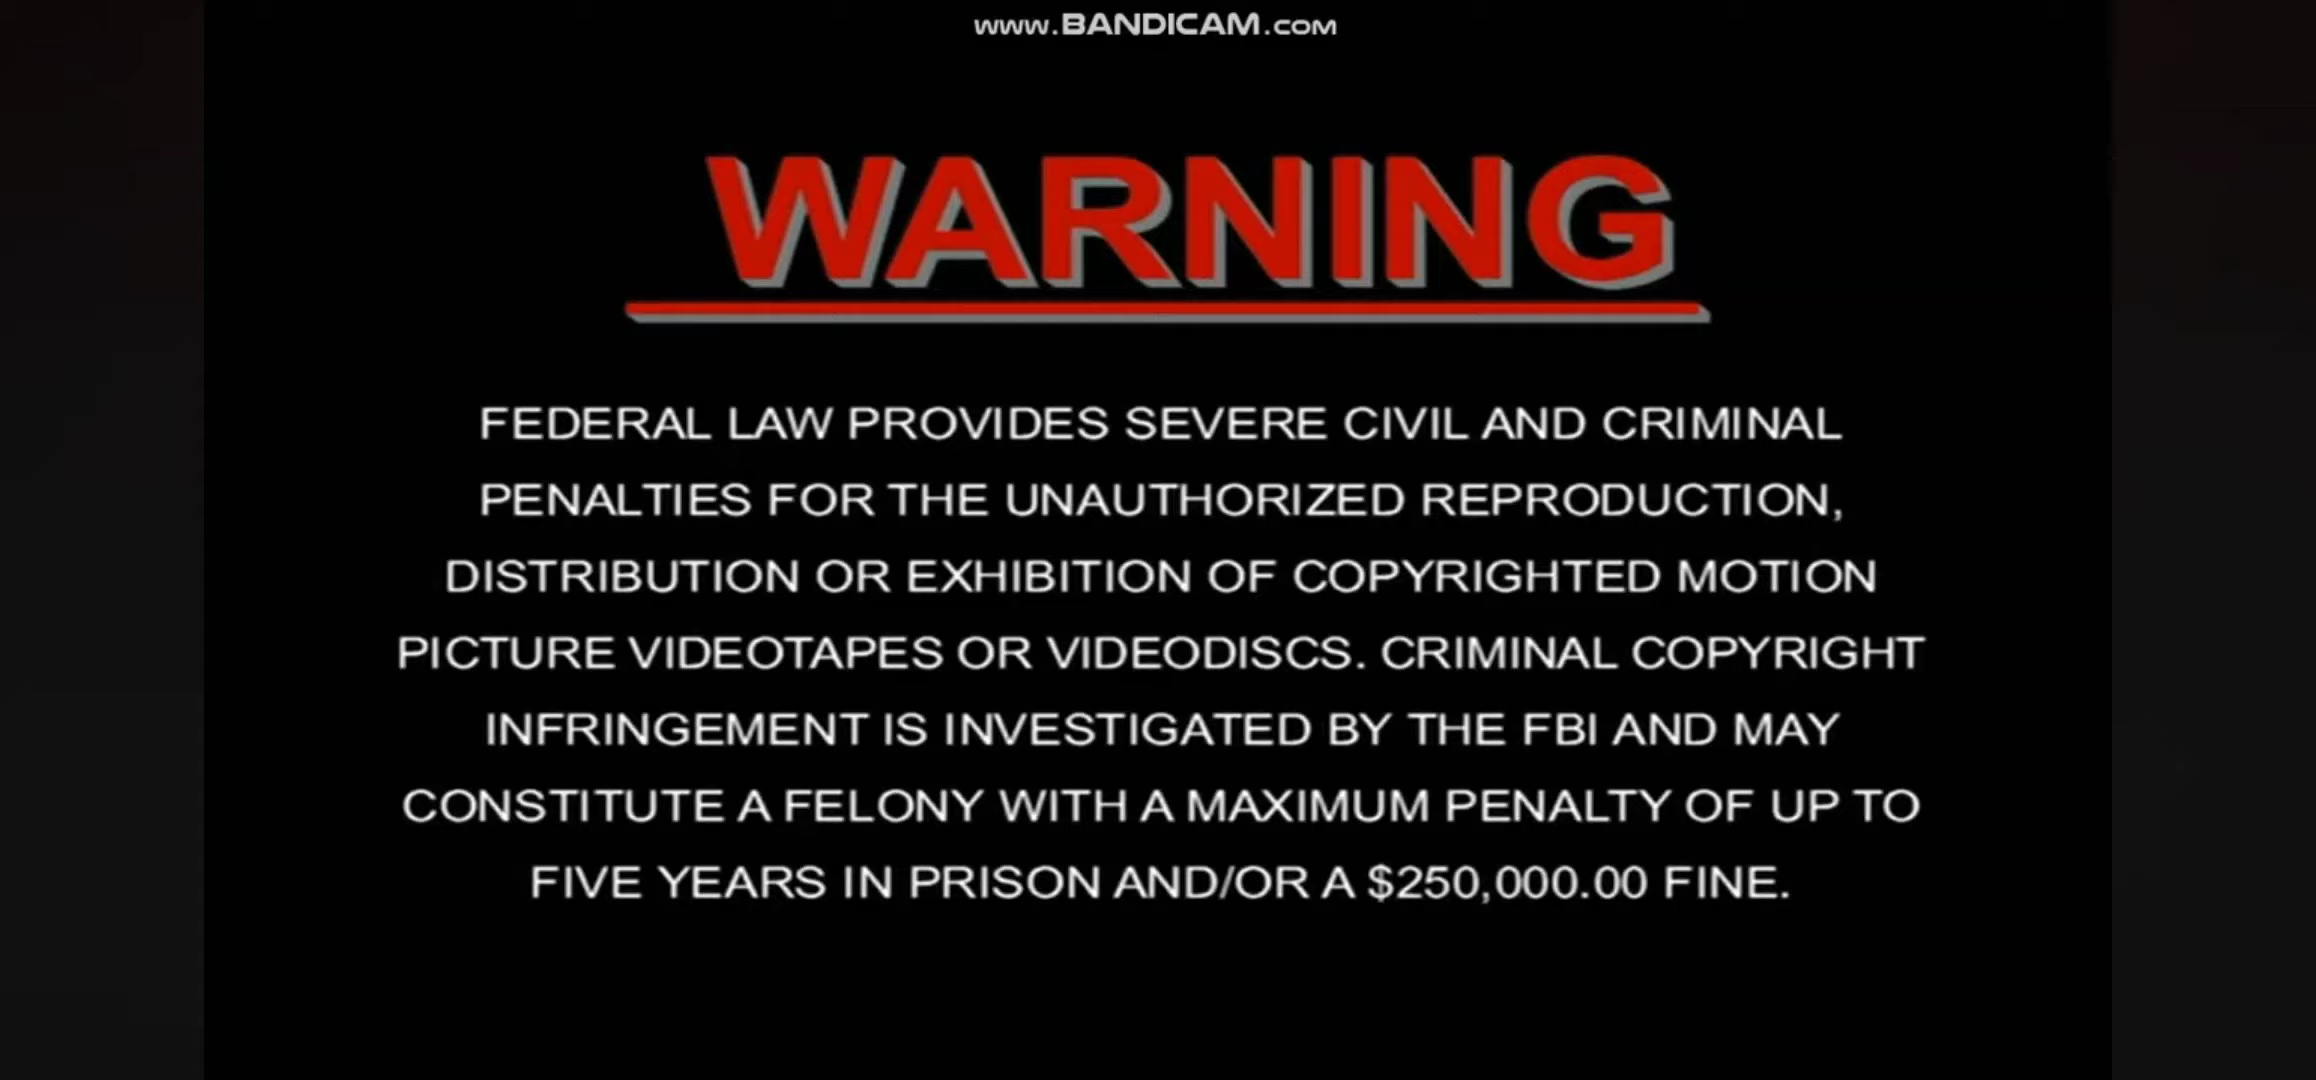 www.BANDICAM.COM
WARNING
FEDERAL LAW PROVIDES SEVERE CIVIL AND CRIMINAL
PENALTIES FOR THE UNAUTHORIZED REPRODUCTION,
DISTRIBUTION OR EXHIBITION OF COPYRIGHTED MOTION
PICTURE VIDEOTAPES OR VIDEODISCS. CRIMINAL COPYRIGHT
INFRINGEMENT IS INVESTIGATED BY THE FBI AND MAY
CONSTITUTE A FELONY WITH A MAXIMUM PENALTY OF UP TO
FIVE YEARS IN PRISON AND/OR A $250,000.00 FINE.